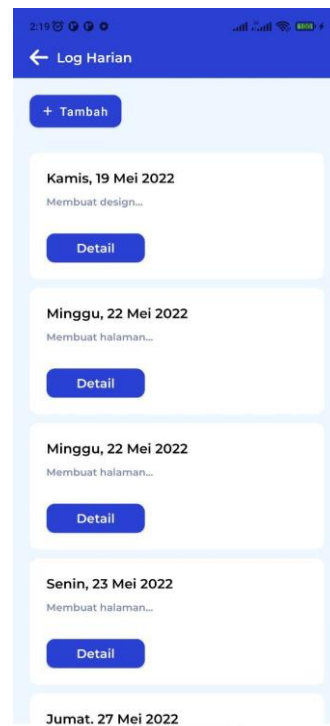 2:19
Log Harian
+ Tambah
Kamis, 19 Mei 2022
Membuat design...
Detail
Minggu, 22 Mei 2022
Membuat halaman...
Detail
Minggu, 22 Mei 2022
Membuat halaman...
Detail
Senin, 23 Mei 2022
Membuat halaman...
Detail
Jumat, 27 Mei 2022